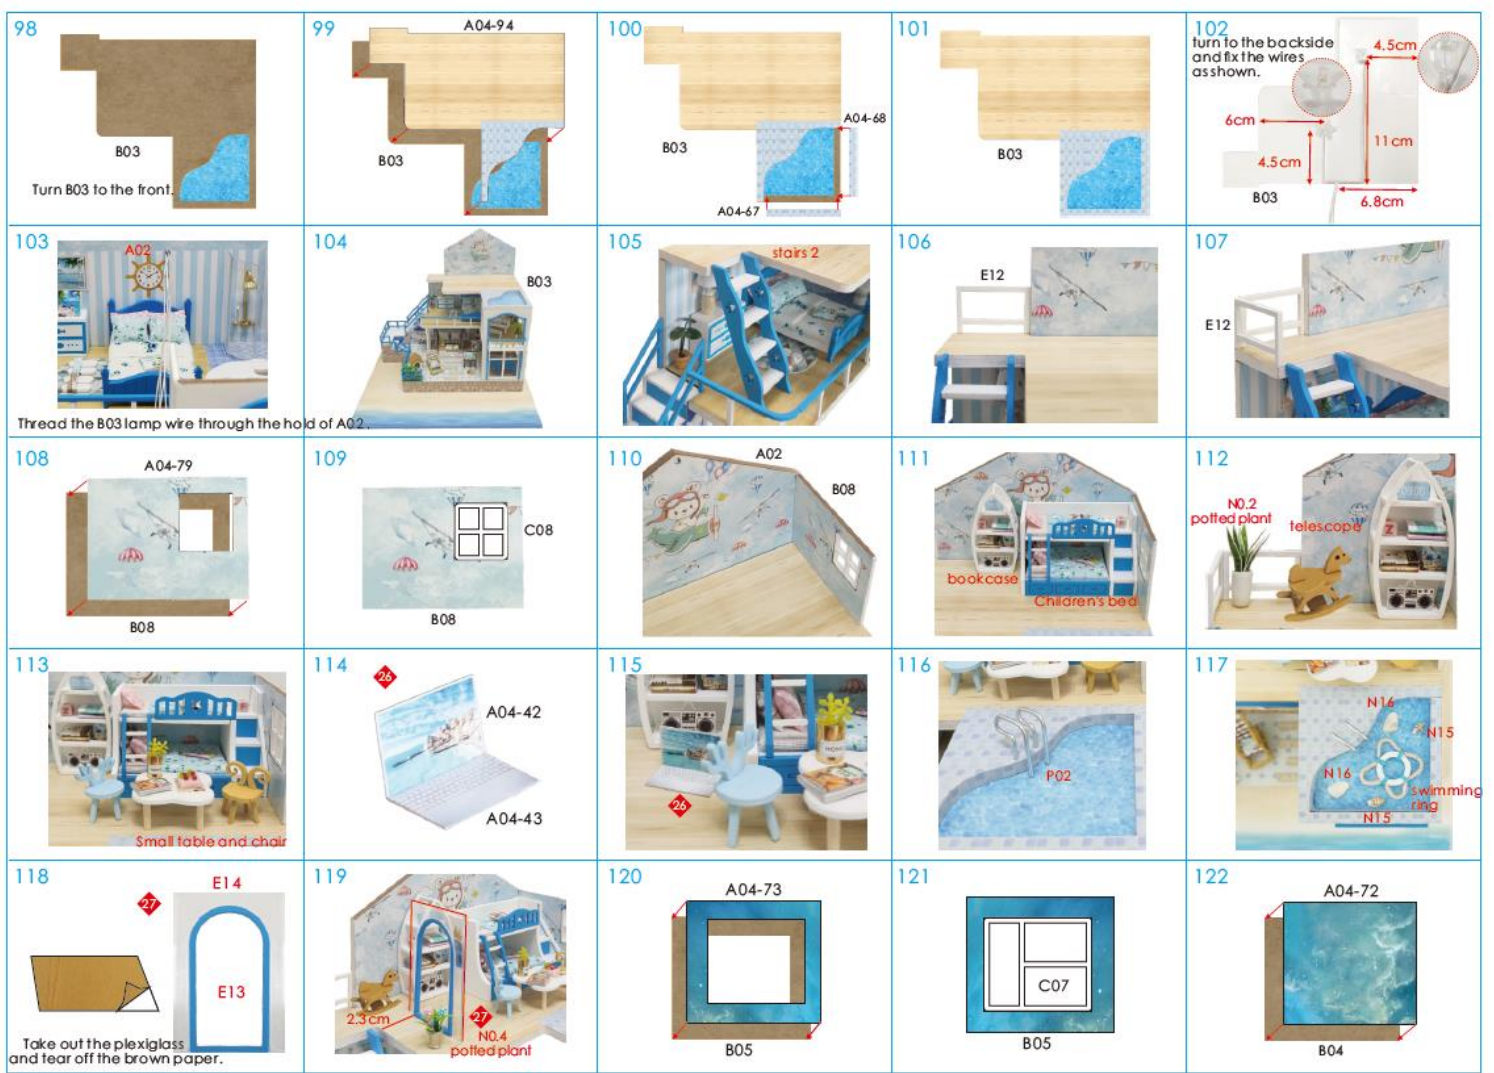 98
B03
Turn B03 to the front.
99
A04-94
B03
100
A04-68
B03
A04-67
101
B03
102
turn to the backside
and fix the wires
as shown.
4.5cm
6cm
11cm
4.5cm
6.8cm
B03
103
A02
Thread the B03 lamp wire through the hold of A02.
104
B03
105
stairs 2
106
E12
107
E12
108
A04-79
B08
109
C08
B08
110
A02
B08
111
bookcase
Children's bed
112
N0.2
potted plant
telescope
113
Small table and chair
114
26
A04-42
A04-43
115
26
116
P02
117
N16
N15
N16
swimming
ring
N15
118
27
E14
E13
Take out the plexiglass
and tear off the brown paper.
119
2.3cm
27
N0.4
potted plant
120
A04-73
B05
121
C07
B05
122
A04-72
B04